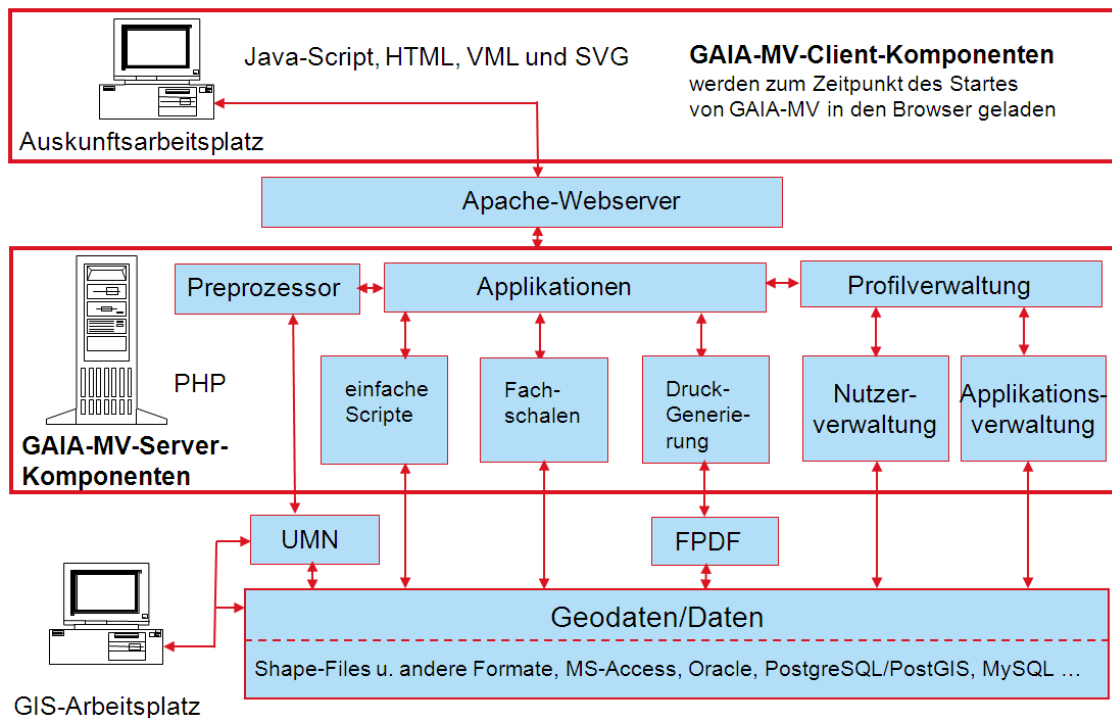 Java-Script, HTML, VML und SVG
GAIA-MV-Client-Komponenten
werden zum Zeitpunkt des Startes
von GAIA-MV in den Browser geladen
Auskunftsarbeitsplatz
Apache-Webserver
Preprozessor
Applikationen
Profilverwaltung
PHP
einfache
Scripte
Fach-
schalen
Druck-
Generie-
rung
Nutzer-
verwaltung
Applikations-
verwaltung
GAIA-MV-Server-
Komponenten
UMN
FPDF
Geodaten/Daten
Shape-Files u. andere Formate, MS-Access, Oracle, PostgreSQL/PostGIS, MySQL ...
GIS-Arbeitsplatz